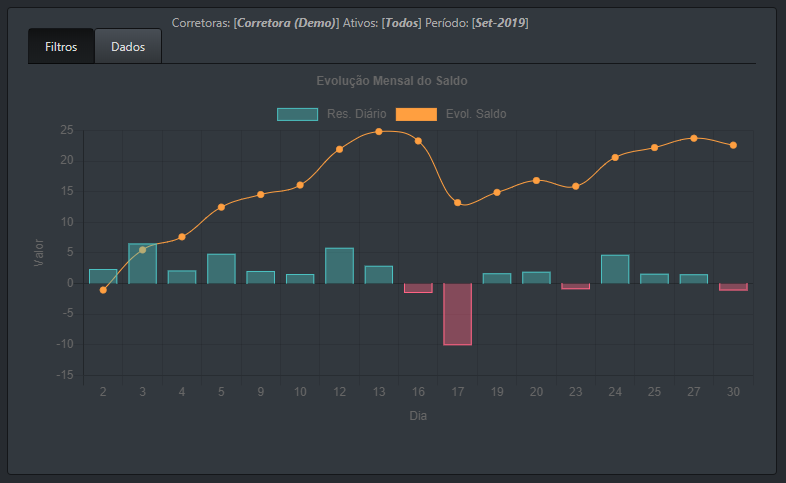 Corretoras: [Corretora (Demo)] Ativos: [Todos] Período: [Set-2019]
Filtros Dados
Evolução Mensal do Saldo
Res. Diário Evol. Saldo
25
20
15
10
5
0
-5
-10
-15
Valor
2 3 4 5 9 10 12 13 16 17 19 20 23 24 25 27 30
Dia